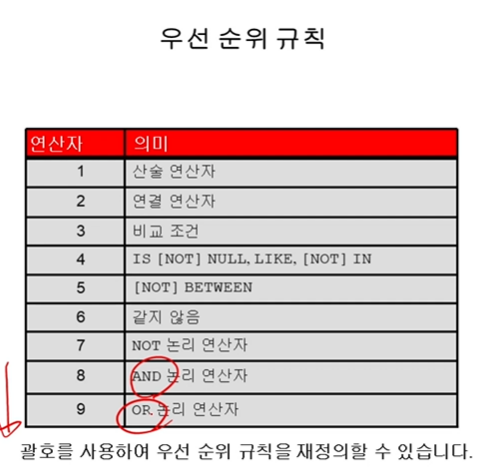 우선 순위 규칙
연산자 의미
1 산술 연산자
2 연결 연산자
3 비교 조건
4 IS [NOT] NULL, LIKE, [NOT] IN
5 [NOT] BETWEEN
6 같지 않음
7 NOT 논리 연산자
8 AND 논리 연산자
9 OR 논리 연산자
괄호를 사용하여 우선 순위 규칙을 재정의할 수 있습니다.